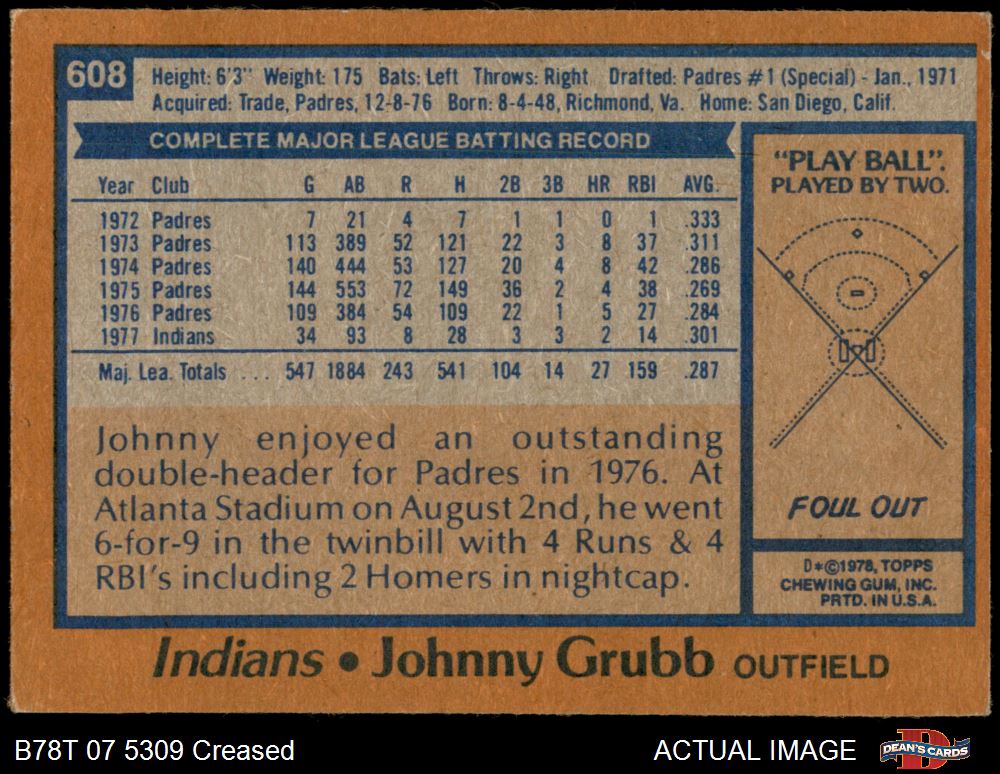 608
Height: 6'3" Weight: 175 Bats: Left Throws: Right Drafted: Padres #1 (Special) - Jan., 1971
Acquired: Trade, Padres, 12-8-76 Born: 8-4-48, Richmond, Va. Home: San Diego, Calif.
COMPLETE MAJOR LEAGUE BATTING RECORD
Year Club G AB R H 2B 3B HR RBI AVG.
1972 Padres 7 21 4 7 1 1 0 1 .333
1973 Padres 113 389 52 121 22 3 8 37 .311
1974 Padres 140 444 53 127 20 4 8 42 .286
1975 Padres 144 553 72 149 36 2 4 38 .269
1976 Padres 109 384 54 109 22 1 5 27 .284
1977 Indians 34 93 8 28 3 3 2 14 .301
Maj. Lea. Totals ... 547 1884 243 541 104 14 27 159 .287
Johnny enjoyed an outstanding
double-header for Padres in 1976. At
Atlanta Stadium on August 2nd, he went
6-for-9 in the twinbill with 4 Runs & 4
RBI's including 2 Homers in nightcap.
"PLAY BALL".
PLAYED BY TWO.
FOUL OUT
D*©1978, TOPPS
CHEWING GUM, INC.
PRTD. IN U.S.A.
Indians • Johnny Grubb OUTFIELD
B78T 07 5309 Creased
ACTUAL IMAGE
DEAN'S CARDS